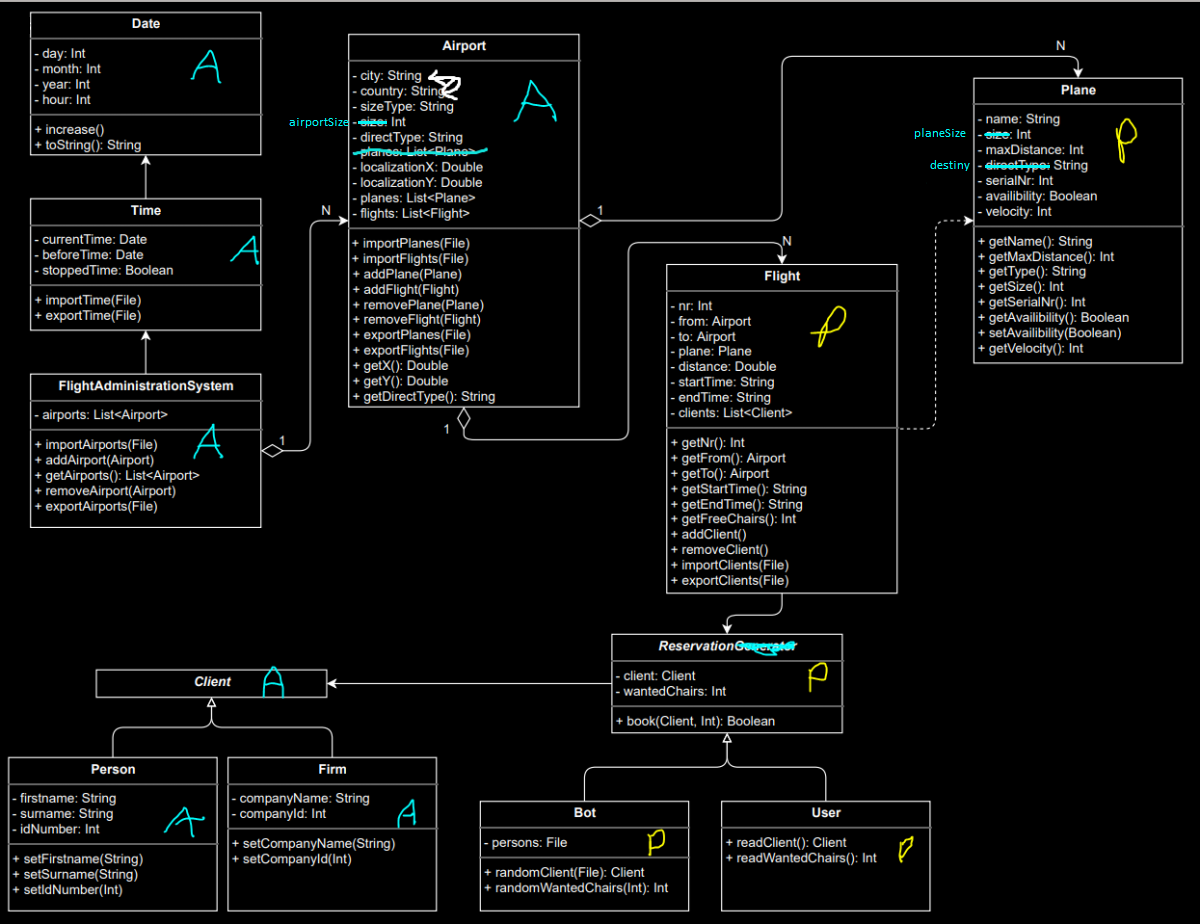 Date
- day: Int
- month: Int
- year: Int
- hour: Int
+ increase()
+ toString(): String
A
Time
- currentTime: Date
- beforeTime: Date
- stoppedTime: Boolean
+ importTime(File)
+ exportTime(File)
A
FlightAdministrationSystem
- airports: List<Airport>
+ importAirports(File)
+ addAirport(Airport)
+ getAirports(): List<Airport>
+ removeAirport(Airport)
+ exportAirports(File)
A
1
N
Airport
- city: String
- country: String
- sizeType: String
airportSize
- size: Int
- directType: String
- planes: List<Plane>
- localizationX: Double
- localizationY: Double
- planes: List<Plane>
- flights: List<Flight>
+ importPlanes(File)
+ importFlights(File)
+ addPlane(Plane)
+ addFlight(Flight)
+ removePlane(Plane)
+ removeFlight(Flight)
+ exportPlanes(File)
+ exportFlights(File)
+ getX(): Double
+ getY(): Double
+ getDirectType(): String
A
1
N
1
N
Plane
- name: String
planeSize
- size: Int
- maxDistance: Int
destiny
- directType: String
- serialNr: Int
- availibility: Boolean
- velocity: Int
+ getName(): String
+ getMaxDistance(): Int
+ getType(): String
+ getSize(): Int
+ getSerialNr(): Int
+ getAvailibility(): Boolean
+ setAvailibility(Boolean)
+ getVelocity(): Int
P
Flight
- nr: Int
- from: Airport
- to: Airport
- plane: Plane
- distance: Double
- startTime: String
- endTime: String
- clients: List<Client>
+ getNr(): Int
+ getFrom(): Airport
+ getTo(): Airport
+ getStartTime(): String
+ getEndTime(): String
+ getFreeChairs(): Int
+ addClient()
+ removeClient()
+ importClients(File)
+ exportClients(File)
P
ReservationGenerator
- client: Client
- wantedChairs: Int
+ book(Client, Int): Boolean
P
Client
A
Person
- firstname: String
- surname: String
- idNumber: Int
+ setFirstname(String)
+ setSurname(String)
+ setIdNumber(Int)
A
Firm
- companyName: String
- companyId: Int
+ setCompanyName(String)
+ setCompanyId(Int)
A
Bot
- persons: File
+ randomClient(File): Client
+ randomWantedChairs(Int): Int
P
User
+ readClient(): Client
+ readWantedChairs(): Int
P